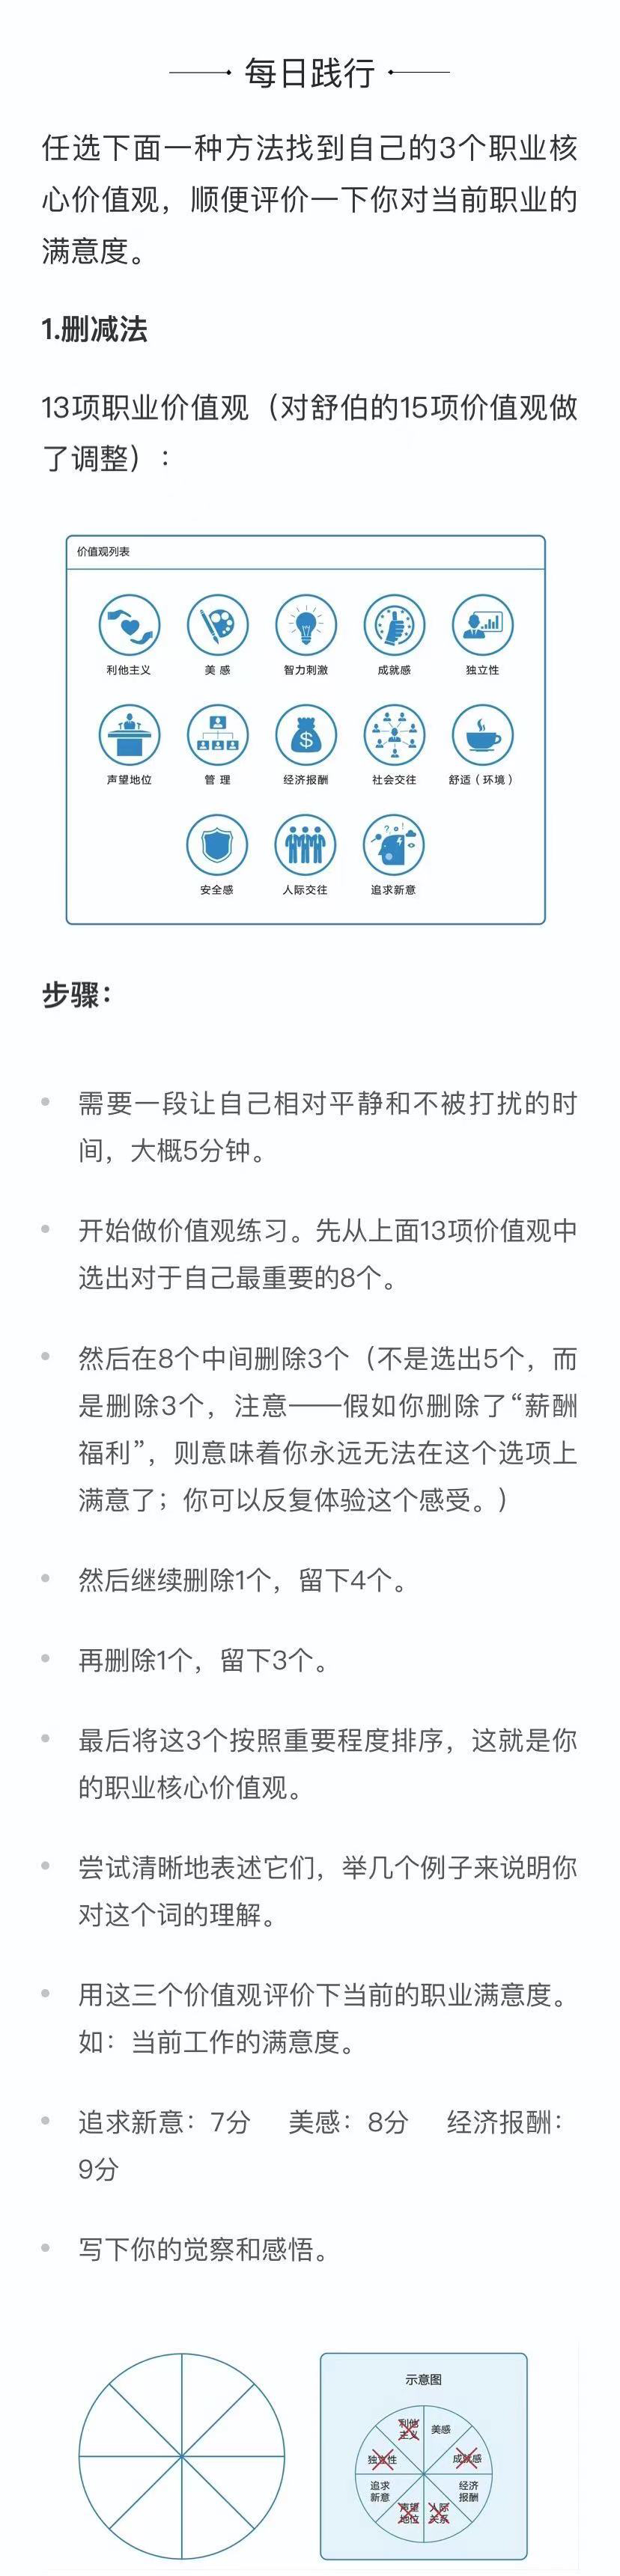 每日践行
任选下面一种方法找到自己的3个职业核
心价值观，顺便评价一下你对当前职业的
满意度。
1.删减法
13项职业价值观（对舒伯的15项价值观做
了调整）：
价值观列表
利他主义 美 感 智力刺激 成就感 独立性
声望地位 管 理 经济报酬 社会交往 舒适（环境）
安全感 人际交往 追求新意
步骤：
需要一段让自己相对平静和不被打扰的时
间，大概5分钟。
开始做价值观练习。先从上面13项价值观中
选出对于自己最重要的8个。
然后在8个中间删除3个（不是选出5个，而
是删除3个，注意——假如你删除了“薪酬
福利”，则意味着你永远无法在这个选项上
满意了；你可以反复体验这个感受。）
然后继续删除1个，留下4个。
再删除1个，留下3个。
最后将这3个按照重要程度排序，这就是你
的职业核心价值观。
尝试清晰地表述它们，举几个例子来说明你
对这个词的理解。
用这三个价值观评价下当前的职业满意度。
如：当前工作的满意度。
追求新意：7分 美感：8分 经济报酬：
9分
写下你的觉察和感悟。
示意图
利他
主义
美感
独立性
成就感
追求
新意
经济
报酬
声望
地位
人际
关系